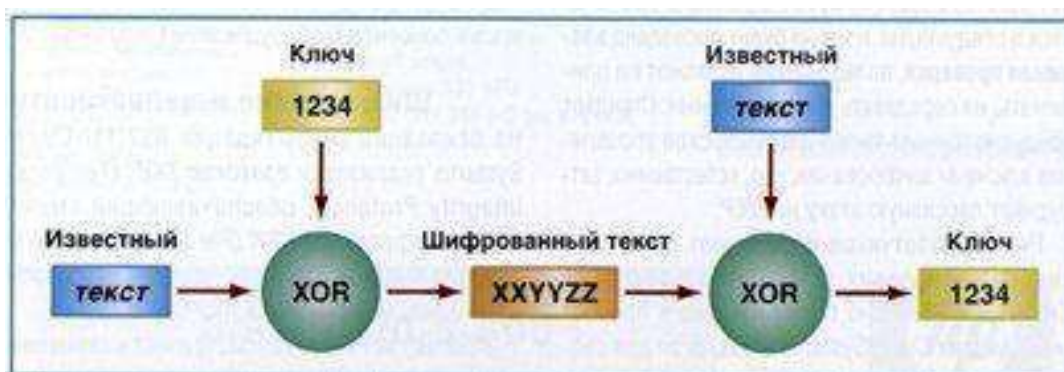 Ключ
1234
Известный
текст
XOR
Шифрованный текст
XXYYZZ
Известный
текст
XOR
Ключ
1234